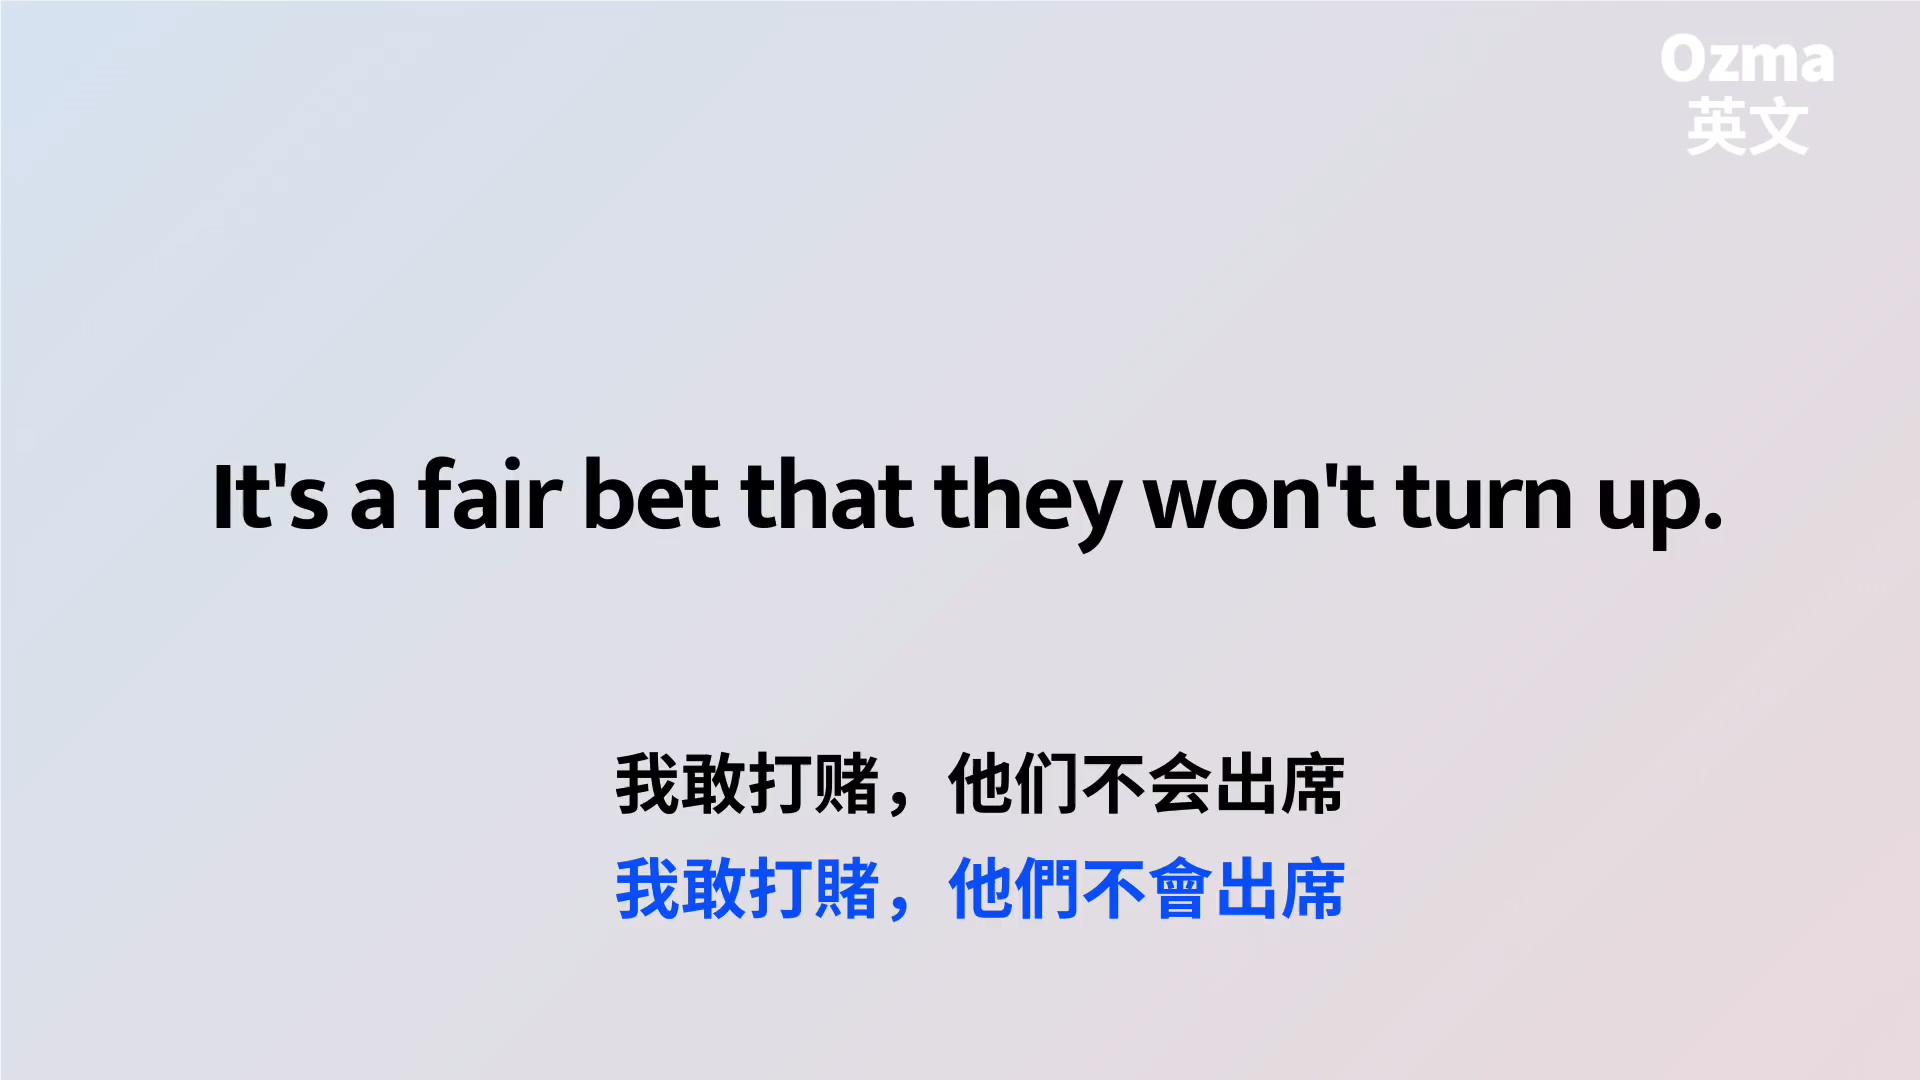 Ozma
英文
It's a fair bet that they won't turn up.
我敢打赌，他们不会出席
我敢打賭，他們不會出席